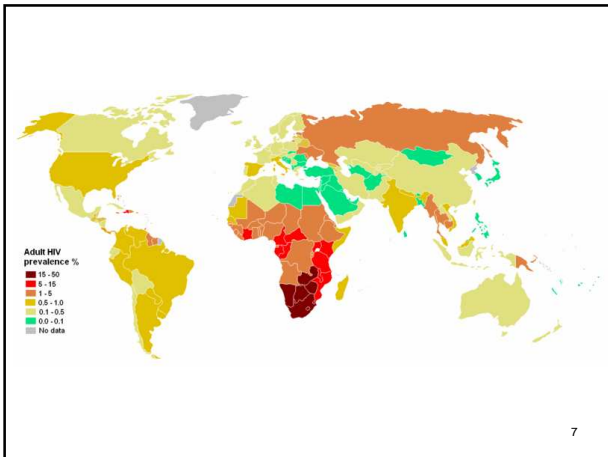 Adult HIV
prevalence %
15 - 50
5 - 15
1 - 5
0.5 - 1.0
0.1 - 0.5
0.0 - 0.1
No data
7